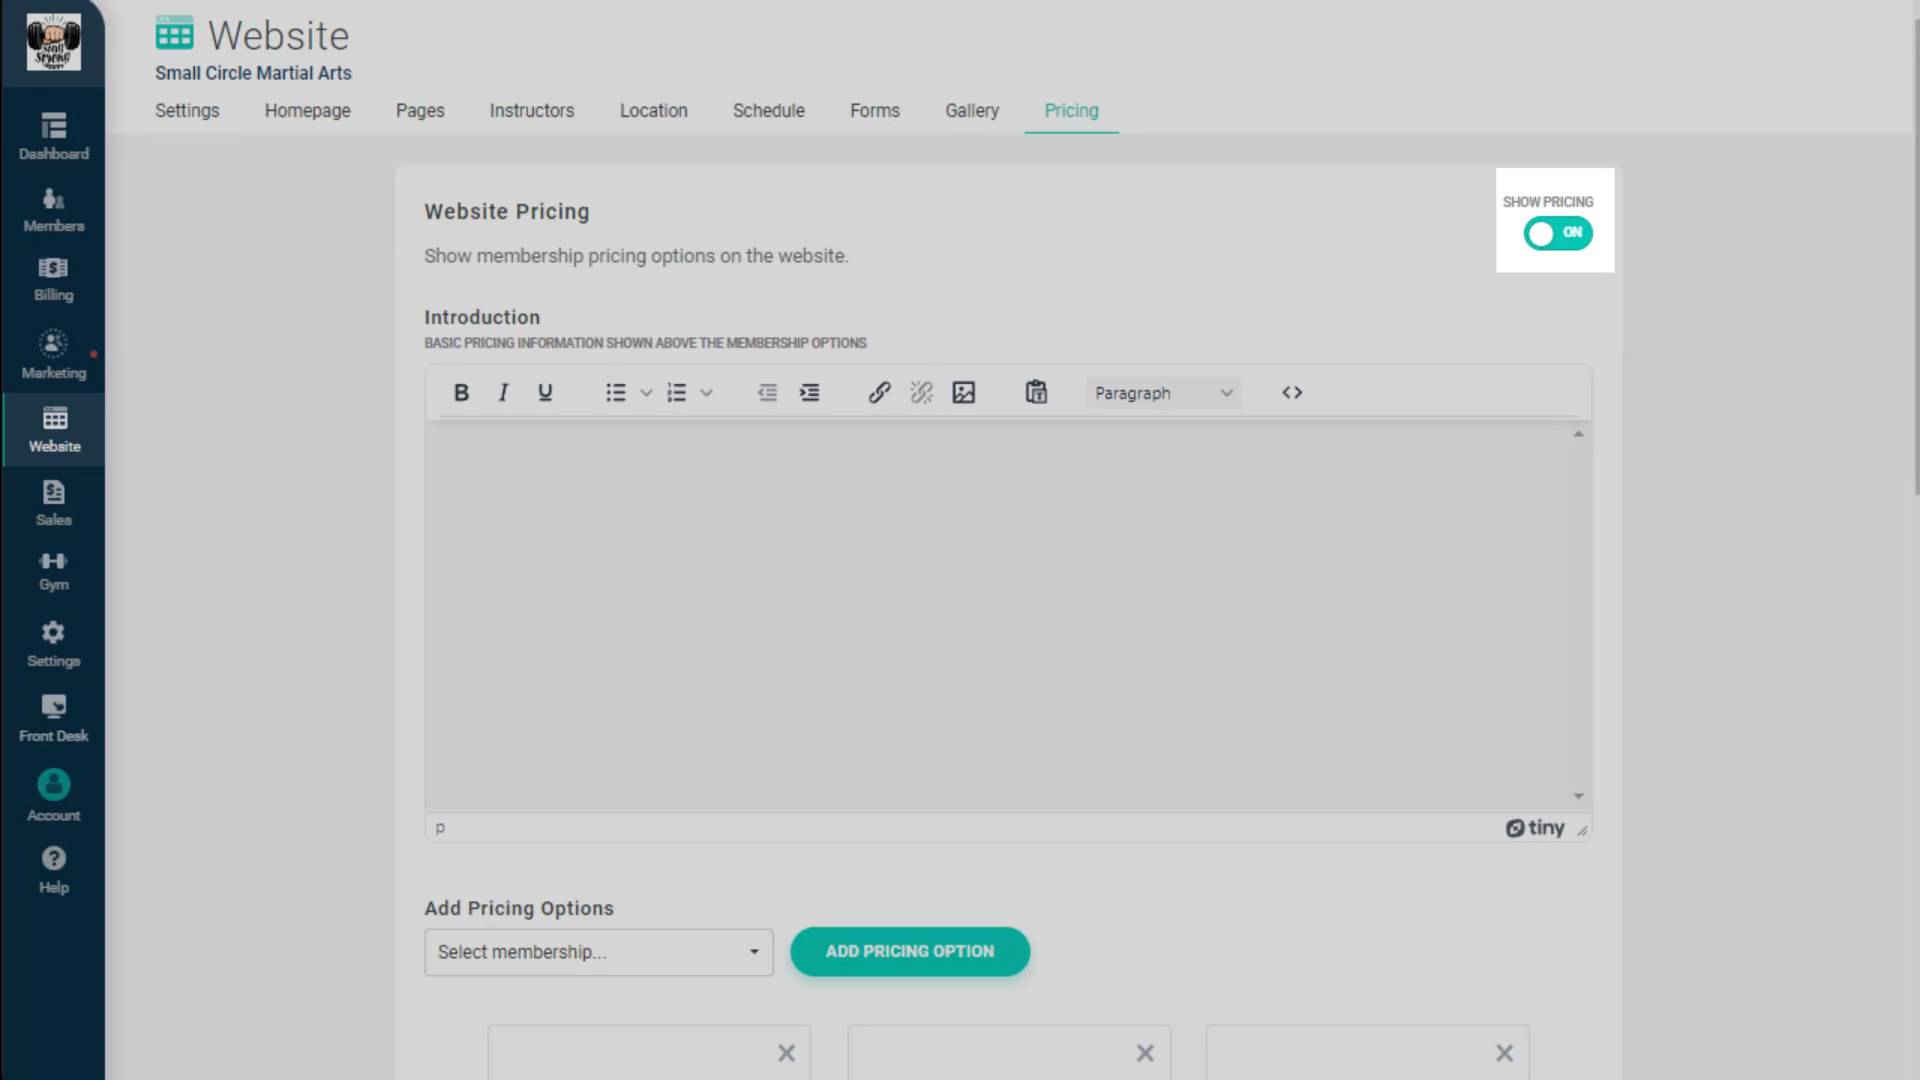 Website
Small Circle Martial Arts
Settings Homepage Pages Instructors Location Schedule Forms Gallery Pricing
Dashboard
Members
Billing
Marketing
Website
Sales
Gym
Settings
Front Desk
Account
Help
Website Pricing
SHOW PRICING
ON
Show membership pricing options on the website.
Introduction
BASIC PRICING INFORMATION SHOWN ABOVE THE MEMBERSHIP OPTIONS
B I U Paragraph
p
tiny
Add Pricing Options
Select membership...
ADD PRICING OPTION